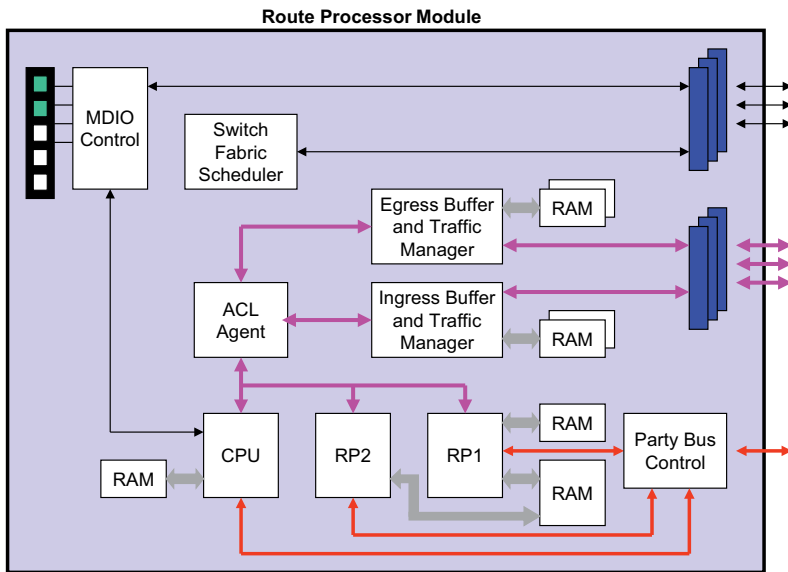 Route Processor Module
MDIO
Control
Switch
Fabric
Scheduler
Egress Buffer
and Traffic
Manager
RAM
ACL
Agent
Ingress Buffer
and Traffic
Manager
RAM
CPU
RP2
RP1
RAM
Party Bus
Control
RAM
RAM